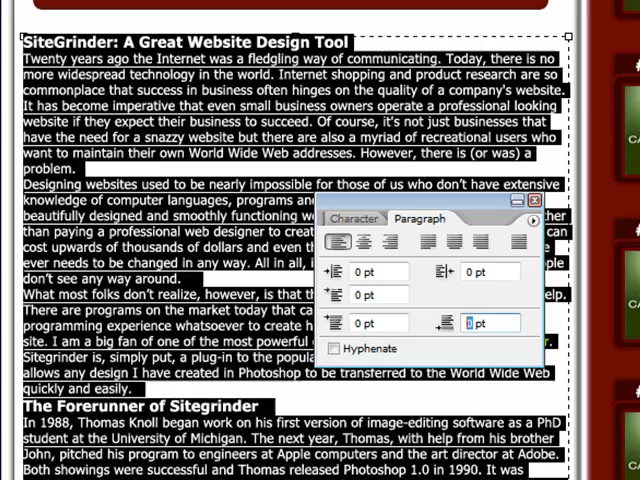 SiteGrinder: A Great Website Design Tool
Twenty years ago the Internet was a fledgling way of communicating. Today, there is no
more widespread technology in the world. Internet shopping and product research are so
commonplace that success in business often hinges on the quality of a company's website.
It has become imperative that even small business owners operate a professional looking
website if they expect their business to succeed. Of course, it's not just businesses that
have the need for a snazzy website but there are also a myriad of recreational users who
want to maintain their own World Wide Web addresses. However, there is (or was) a
problem.
Designing websites used to be nearly impossible for those of us who don't have extensive
knowledge of computer languages, programs an
beautifully designed and smoothly functioning w ther
than paying a professional web designer to creat can
cost upwards of thousands of dollars and even th
ever needs to be changed in any way. All in all, i ple
don't see any way around.
What most folks don't realize, however, is that th elp.
There are programs on the market today that ca
programming experience whatsoever to create h
site. I am a big fan of one of the most powerful r.
Sitegrinder is, simply put, a plug-in to the popula
allows any design I have created in Photoshop to be transferred to the World Wide Web
quickly and easily.
The Forerunner of Sitegrinder
In 1988, Thomas Knoll began work on his first version of image-editing software as a PhD
student at the University of Michigan. The next year, Thomas, with help from his brother
John, pitched his program to engineers at Apple computers and the art director at Adobe.
Both showings were successful and Thomas released Photoshop 1.0 in 1990. It was
Character Paragraph
0 pt 0 pt
0 pt
0 pt 0 pt
Hyphenate
#
CA
#
CA
#
CA